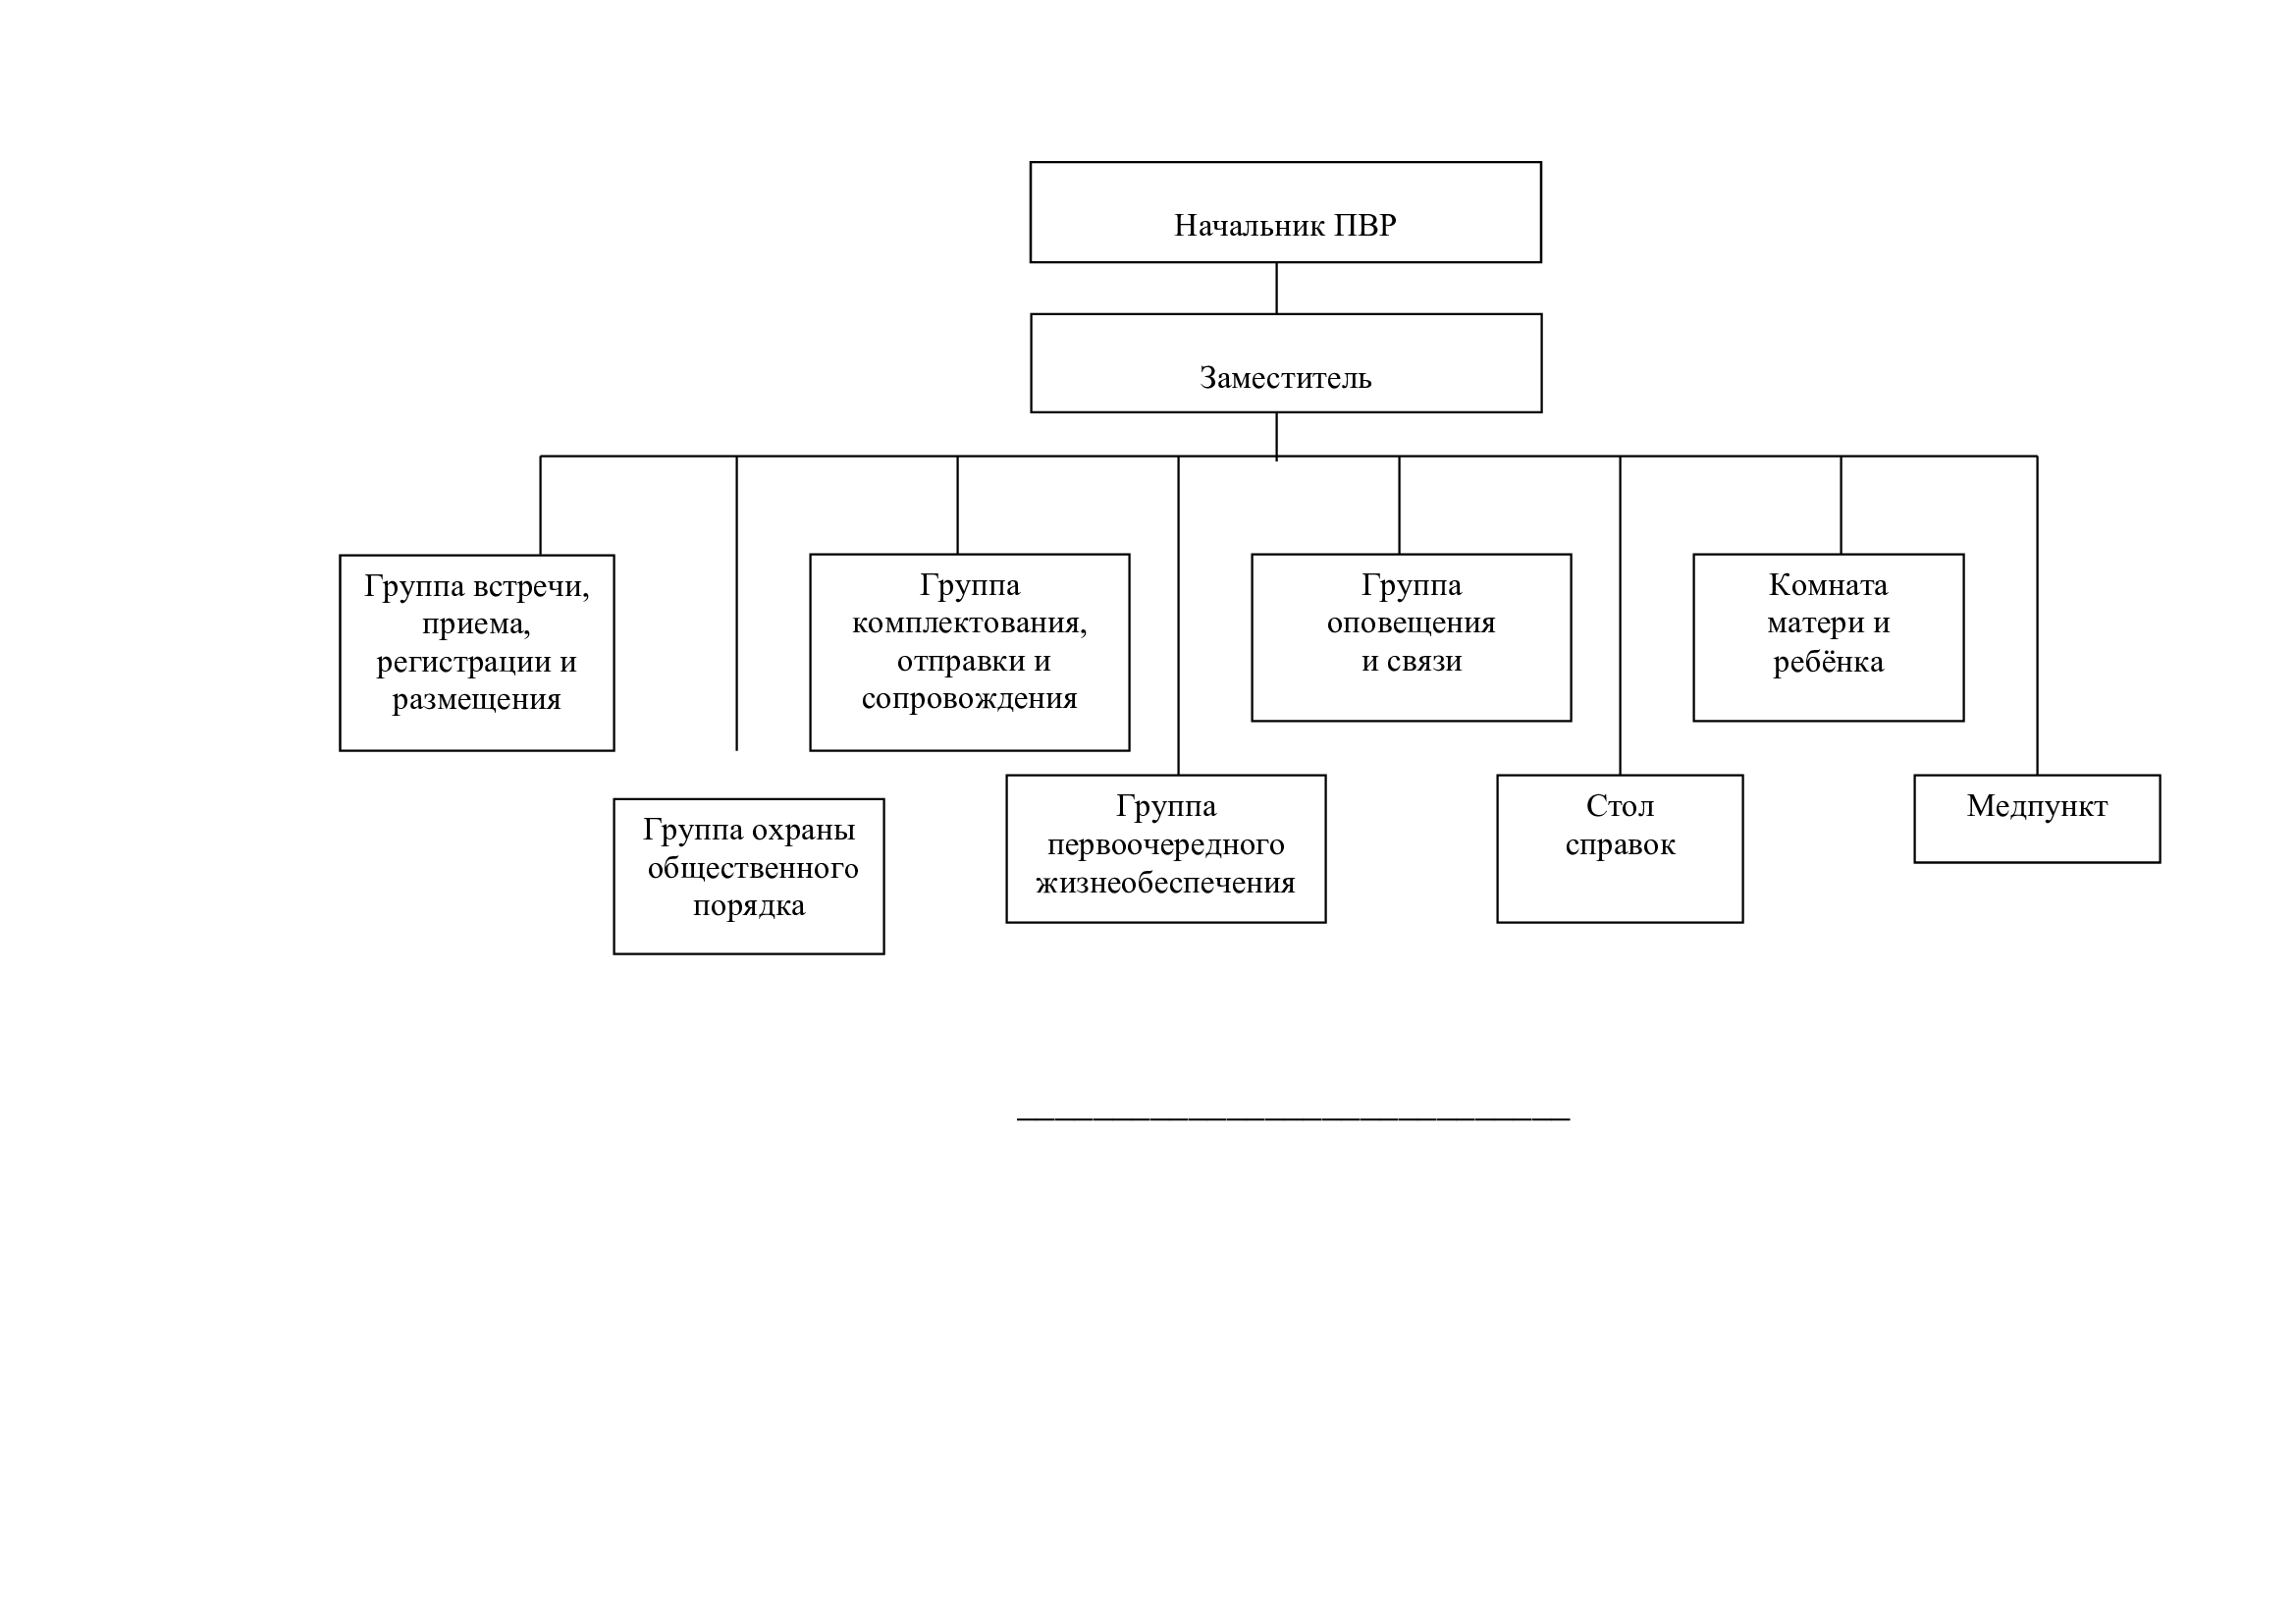 Начальник ПВР
Заместитель
Группа встречи,
приема,
регистрации и
размещения
Группа
комплектования,
отправки и
сопровождения
Группа
оповещения
и связи
Комната
матери и
ребёнка
Группа охраны
общественного
порядка
Группа
первоочередного
жизнеобеспечения
Стол
справок
Медпункт